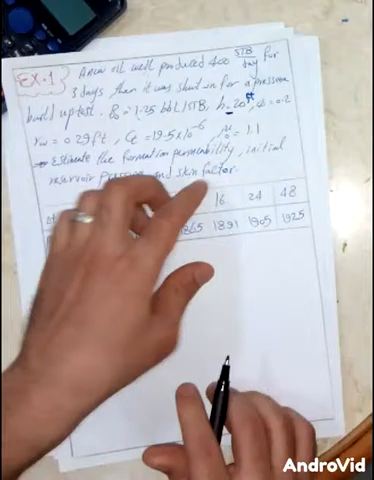 EX.1 A new oil well produced 400 STB/day for
3 days then it was shut in for a pressure
build up test. Bo = 1.25 bbl/STB, h = 20 ft, φ = 0.2
rw = 0.29 ft, Ct = 19.5x10^-6, μo = 1.1
Estimate the formation permeability, initial
reservoir pressure and skin factor.
Δt 16 24 48
1865 1891 1905 1925
AndroVid